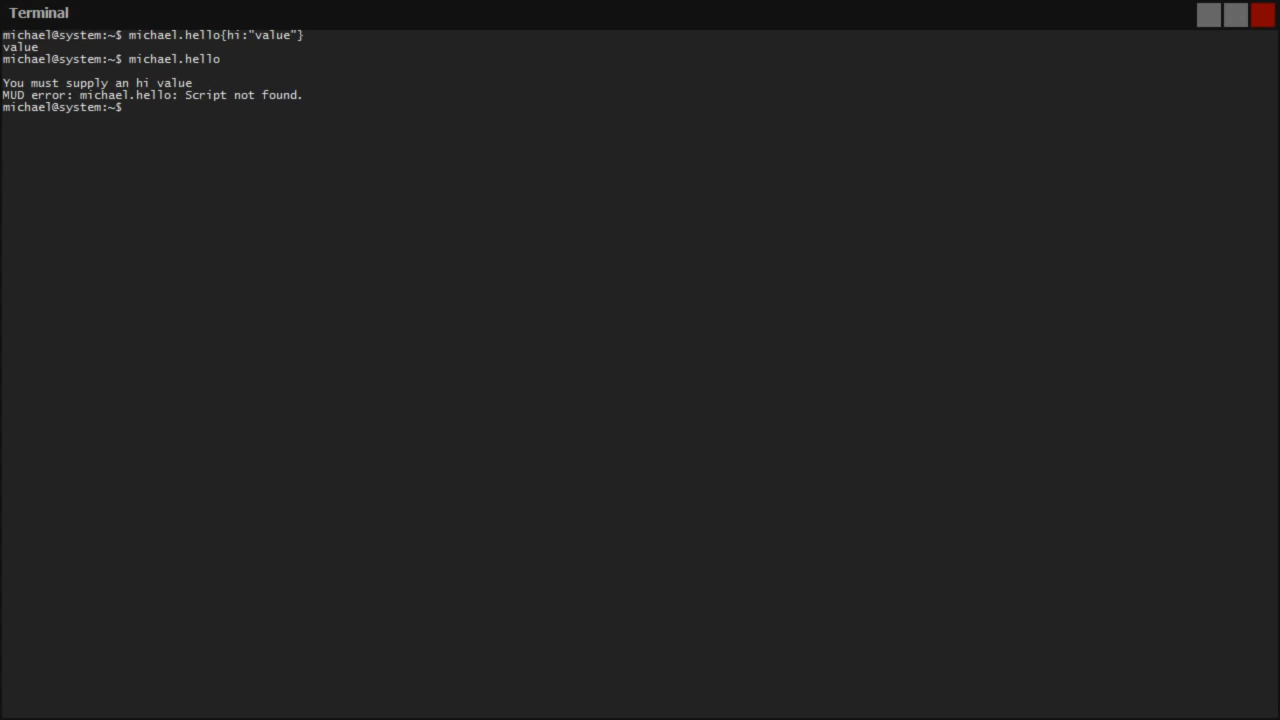 Terminal
michael@system:~$ michael.hello{hi:"value"}
value
michael@system:~$ michael.hello
You must supply an hi value
MUD error: michael.hello: Script not found.
michael@system:~$